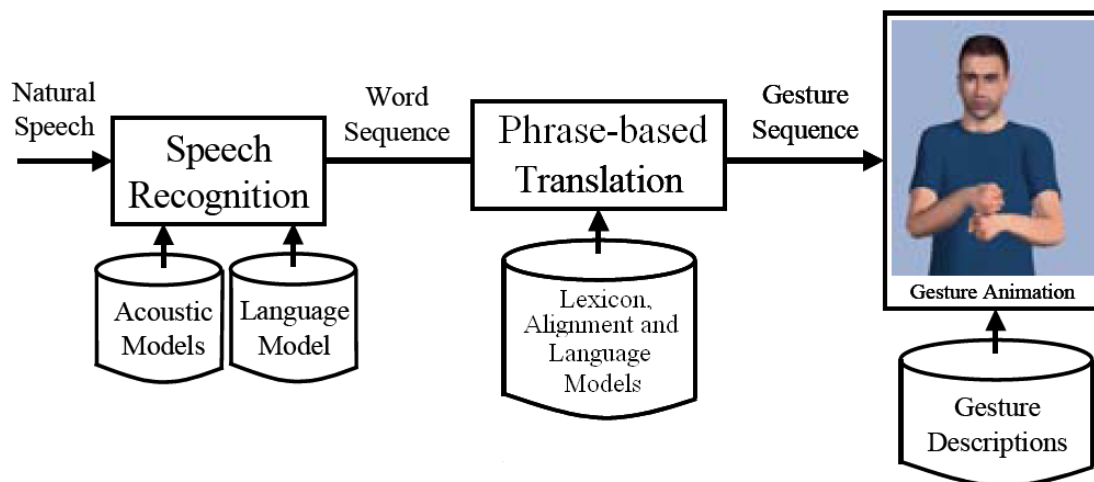 Natural
Speech
Speech
Recognition
Word
Sequence
Phrase-based
Translation
Gesture
Sequence
Gesture Animation
Acoustic
Models
Language
Model
Lexicon,
Alignment and
Language
Models
Gesture
Descriptions